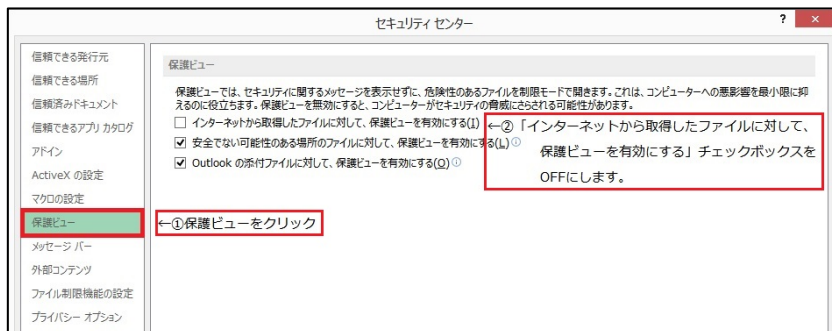 セキュリティ センター
? ×
信頼できる発行元
信頼できる場所
信頼済みドキュメント
信頼できるアプリ カタログ
アドイン
ActiveX の設定
マクロの設定
保護ビュー
メッセージ バー
外部コンテンツ
ファイル制限機能の設定
プライバシー オプション
保護ビュー
保護ビューでは、セキュリティに関するメッセージを表示せずに、危険性のあるファイルを制限モードで開きます。これは、コンピューターへの悪影響を最小限に抑
えるのに役立ちます。保護ビューを無効にすると、コンピューターがセキュリティの脅威にさらされる可能性があります。
インターネットから取得したファイルに対して、保護ビューを有効にする(I)
安全でない可能性のある場所のファイルに対して、保護ビューを有効にする(L)
Outlook の添付ファイルに対して、保護ビューを有効にする(O)
←②「インターネットから取得したファイルに対して、
保護ビューを有効にする」チェックボックスを
OFFにします。
←①保護ビューをクリック